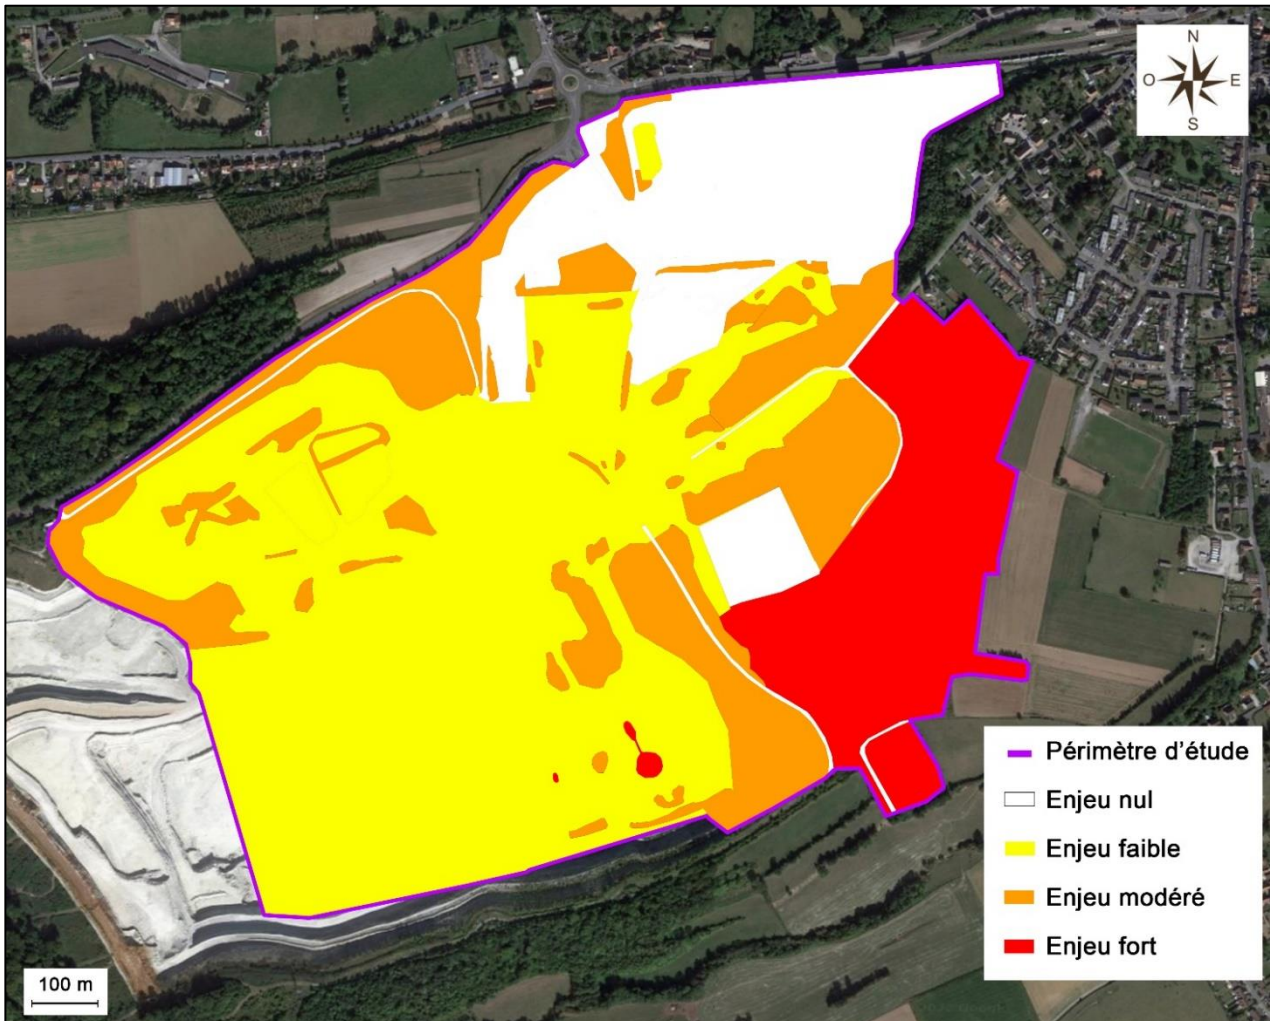 N
O E
S
Périmètre d'étude
Enjeu nul
Enjeu faible
Enjeu modéré
Enjeu fort
100 m